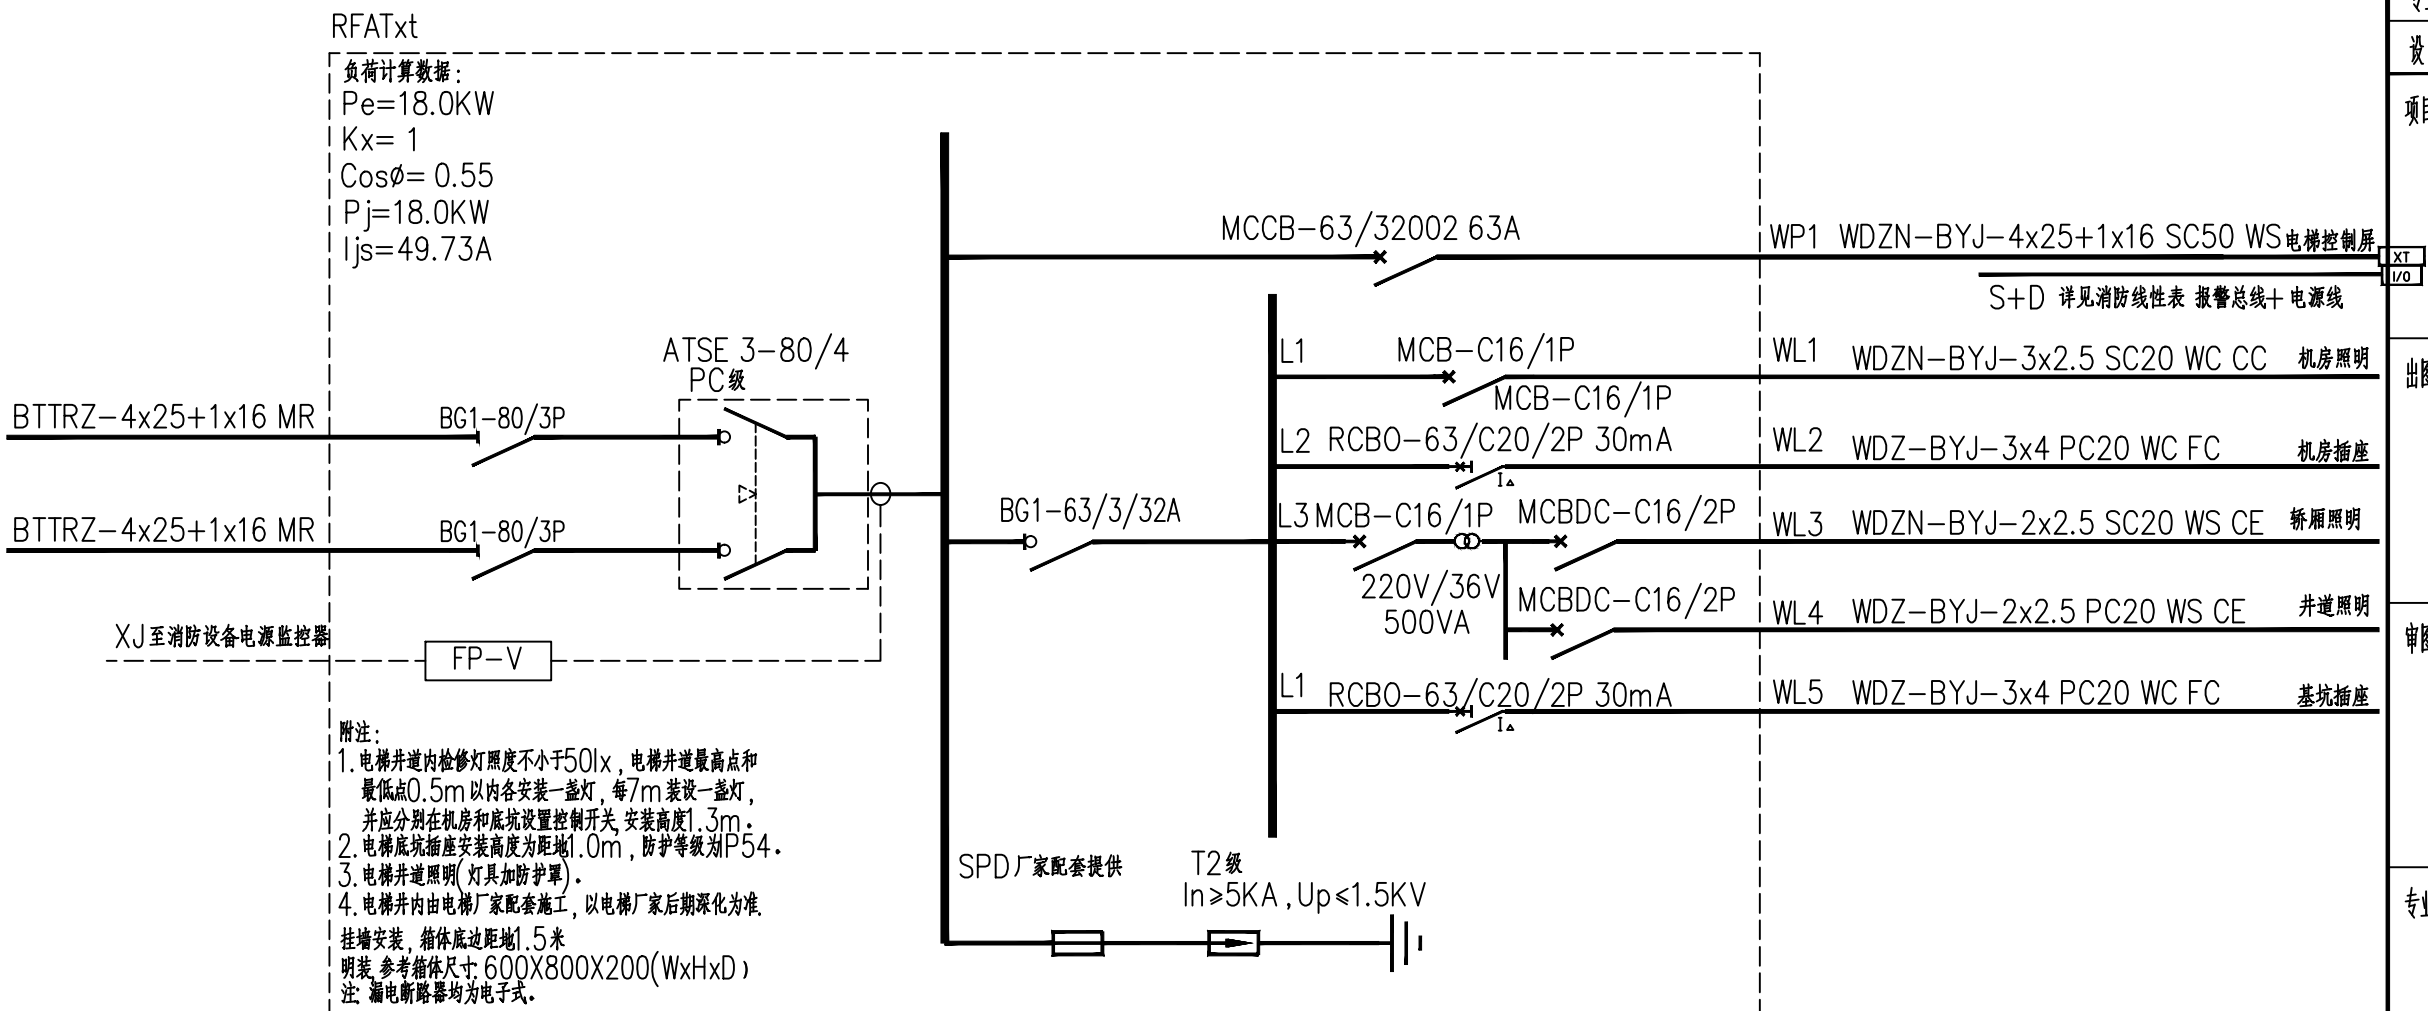 RFATxt
负荷计算数据：
Pe=18.0KW
Kx= 1
Cosø= 0.55
Pj=18.0KW
Ijs=49.73A
MCCB-63/32002 63A
WP1 WDZN-BYJ-4x25+1x16 SC50 WS 电梯控制屏
XT
I/O
S+D 详见消防线性表 报警总线+电源线
ATSE 3-80/4
PC级
BTTRZ-4x25+1x16 MR
BG1-80/3P
BTTRZ-4x25+1x16 MR
BG1-80/3P
L1 MCB-C16/1P WL1 WDZN-BYJ-3x2.5 SC20 WC CC 机房照明
MCB-C16/1P
L2 RCBO-63/C20/2P 30mA WL2 WDZ-BYJ-3x4 PC20 WC FC 机房插座
I△
BG1-63/3/32A
L3 MCB-C16/1P MCBDC-C16/2P WL3 WDZN-BYJ-2x2.5 SC20 WS CE 轿厢照明
220V/36V
500VA
MCBDC-C16/2P WL4 WDZ-BYJ-2x2.5 PC20 WS CE 井道照明
L1 RCBO-63/C20/2P 30mA WL5 WDZ-BYJ-3x4 PC20 WC FC 基坑插座
I△
XJ至消防设备电源监控器
FP-V
附注：
1.电梯井道内检修灯照度不小于50lx，电梯井道最高点和
最低点0.5m以内各安装一盏灯，每7m装设一盏灯，
并应分别在机房和底坑设置控制开关,安装高度1.3m。
2.电梯底坑插座安装高度为距地1.0m，防护等级为IP54。
3.电梯井道照明(灯具加防护罩)。
4.电梯井内由电梯厂家配套施工，以电梯厂家后期深化为准.
挂墙安装，箱体底边距地1.5米
明装,参考箱体尺寸:600X800X200(WxHxD)
注:漏电断路器均为电子式。
SPD厂家配套提供
T2级
In≥5KA,Up≤1.5KV
设
项目
出图
审图
专业